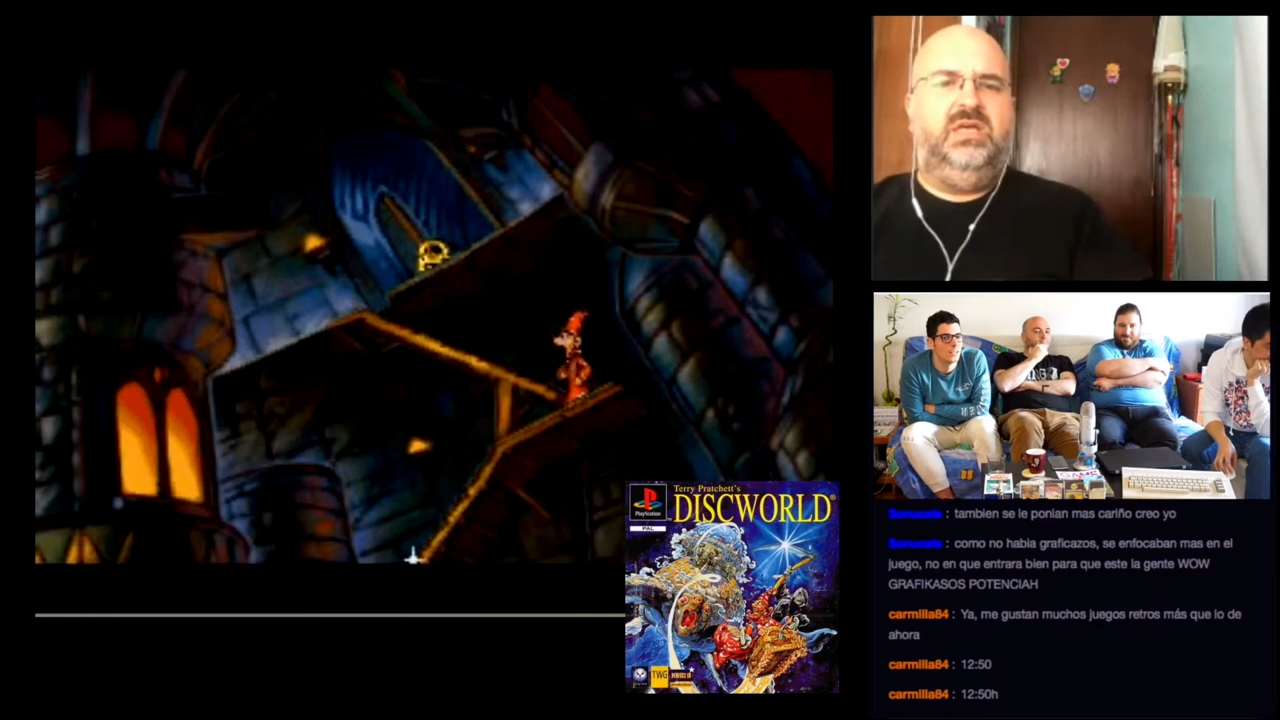 PlayStation
PAL
Terry Pratchett's
DISCWORLD®
TWG
GAME
: tambien se le ponian mas cariño creo yo
: como no habia graficazos, se enfocaban mas en el
juego, no en que entrara bien para que este la gente WOW
GRAFIKASOS POTENCIAH
carmilla84 : Ya, me gustan muchos juegos retros más que lo de
ahora
carmilla84 : 12:50
carmilla84 : 12:50h